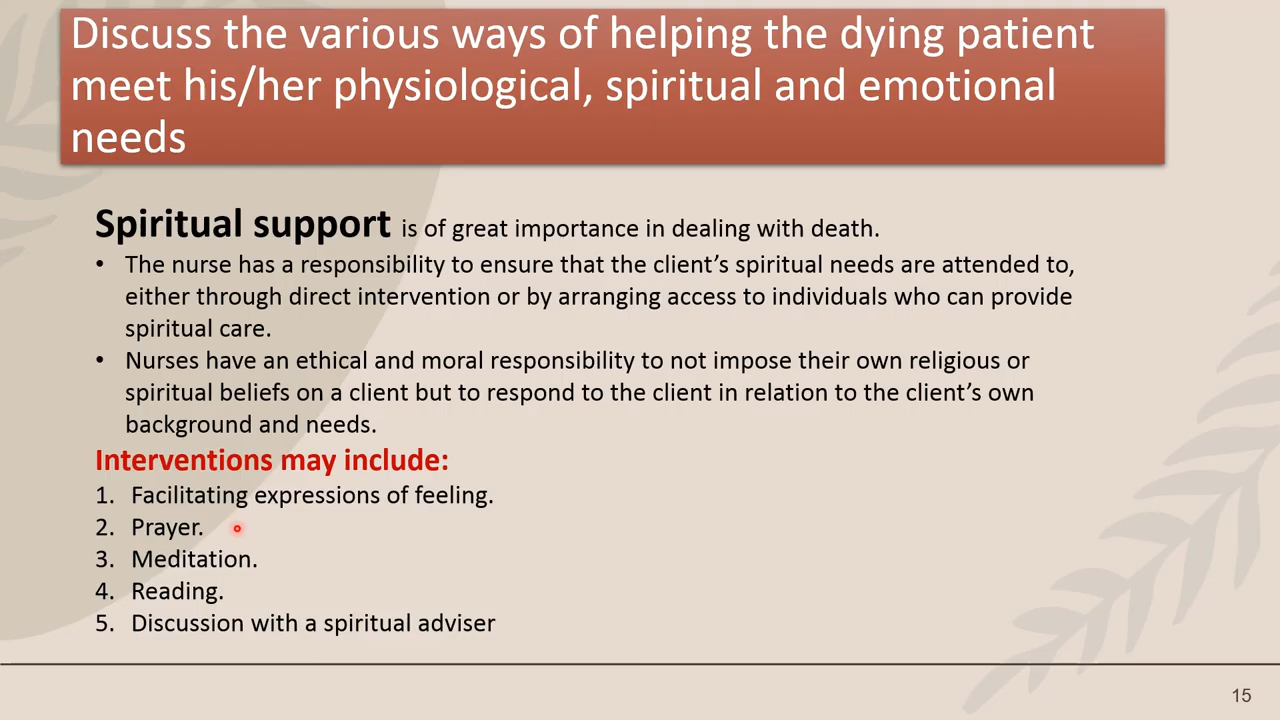 Discuss the various ways of helping the dying patient
meet his/her physiological, spiritual and emotional
needs
Spiritual support is of great importance in dealing with death.
• The nurse has a responsibility to ensure that the client’s spiritual needs are attended to,
either through direct intervention or by arranging access to individuals who can provide
spiritual care.
• Nurses have an ethical and moral responsibility to not impose their own religious or
spiritual beliefs on a client but to respond to the client in relation to the client’s own
background and needs.
Interventions may include:
1. Facilitating expressions of feeling.
2. Prayer.
3. Meditation.
4. Reading.
5. Discussion with a spiritual adviser
15